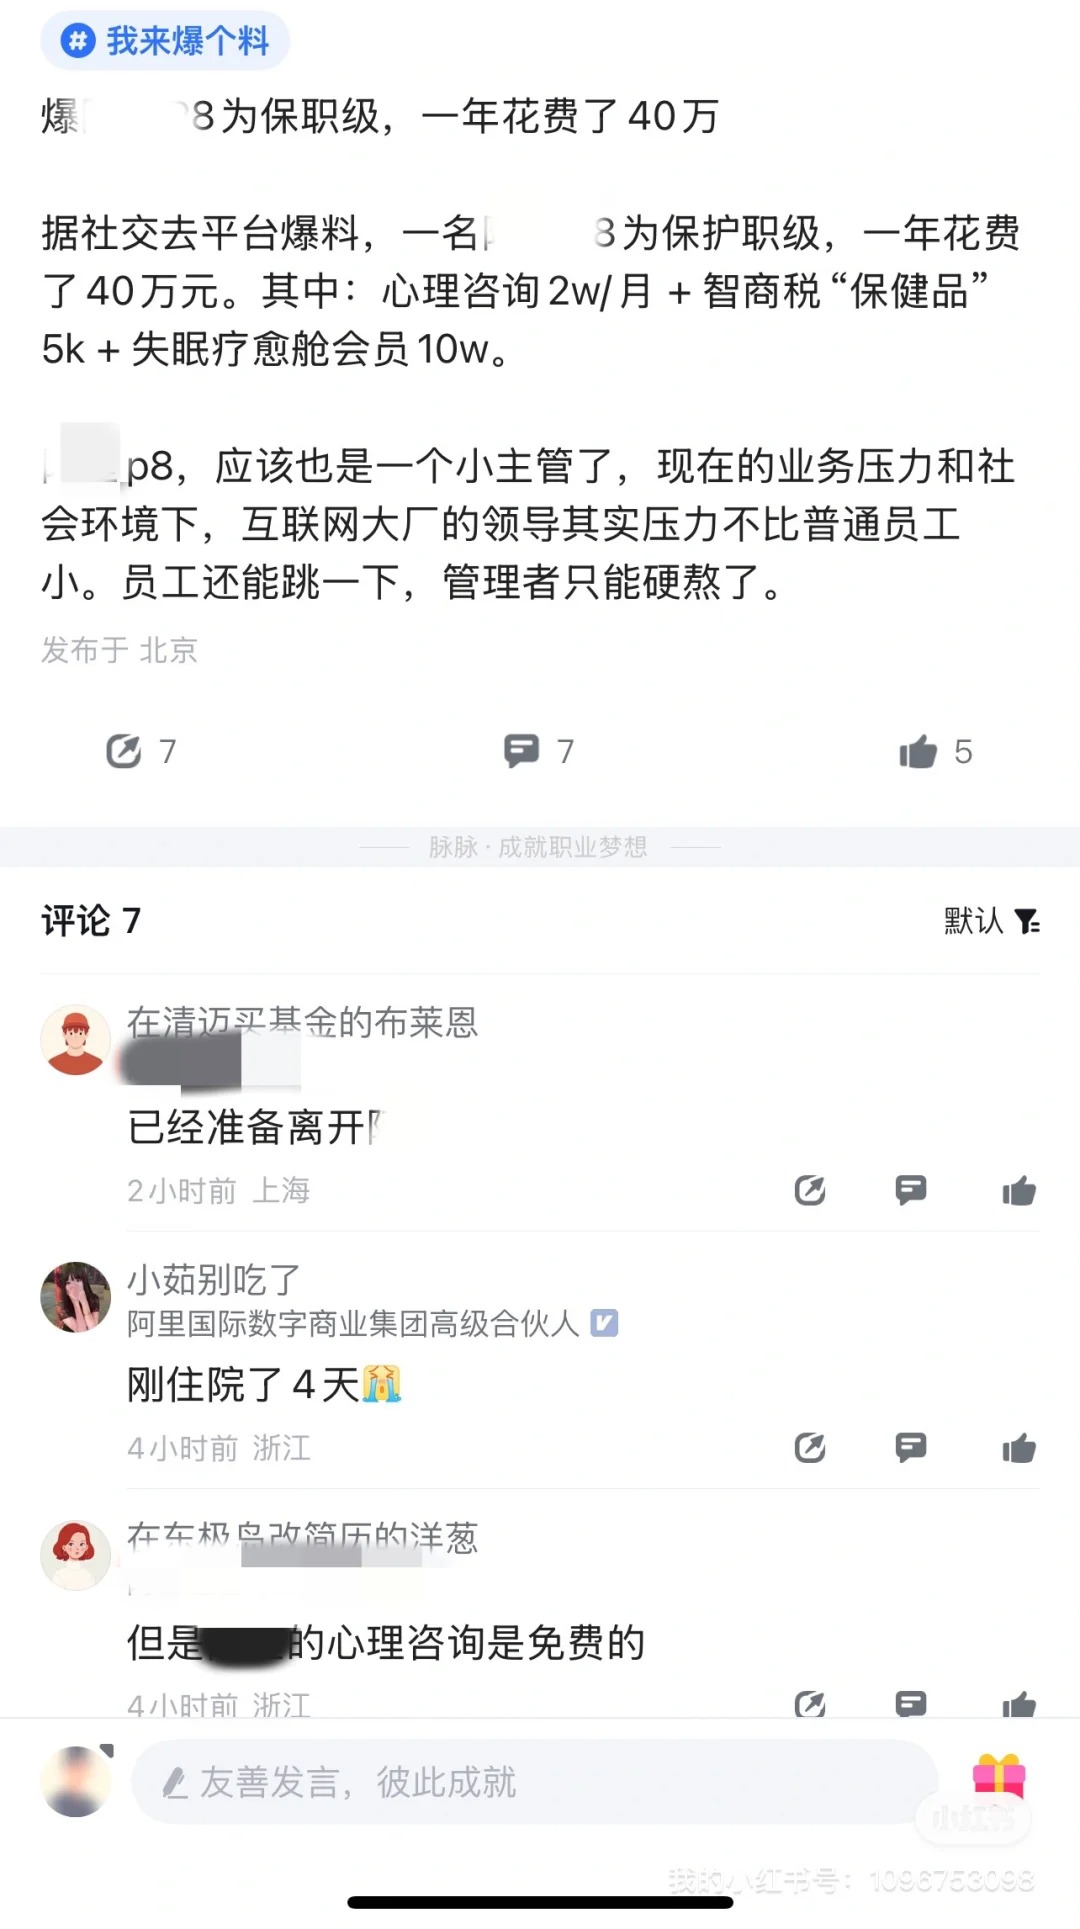 # 我来爆个料
爆 8为保职级，一年花费了40万
据社交去平台爆料，一名 8为保护职级，一年花费
了40万元。其中：心理咨询2w/月 + 智商税 “保健品”
5k + 失眠疗愈舱会员10w。
p8，应该也是一个小主管了，现在的业务压力和社
会环境下，互联网大厂的领导其实压力不比普通员工
小。员工还能跳一下，管理者只能硬熬了。
发布于 北京
7 7 5
脉脉 · 成就职业梦想
评论 7 默认
在清迈买基金的布莱恩
已经准备离开
2小时前 上海
小茹别吃了
阿里国际数字商业集团高级合伙人
刚住院了4天😭
4小时前 浙江
在东极岛改简历的洋葱
但是 的心理咨询是免费的
4小时前 浙江
友善发言，彼此成就
小红书
我的小红书号：1096753098